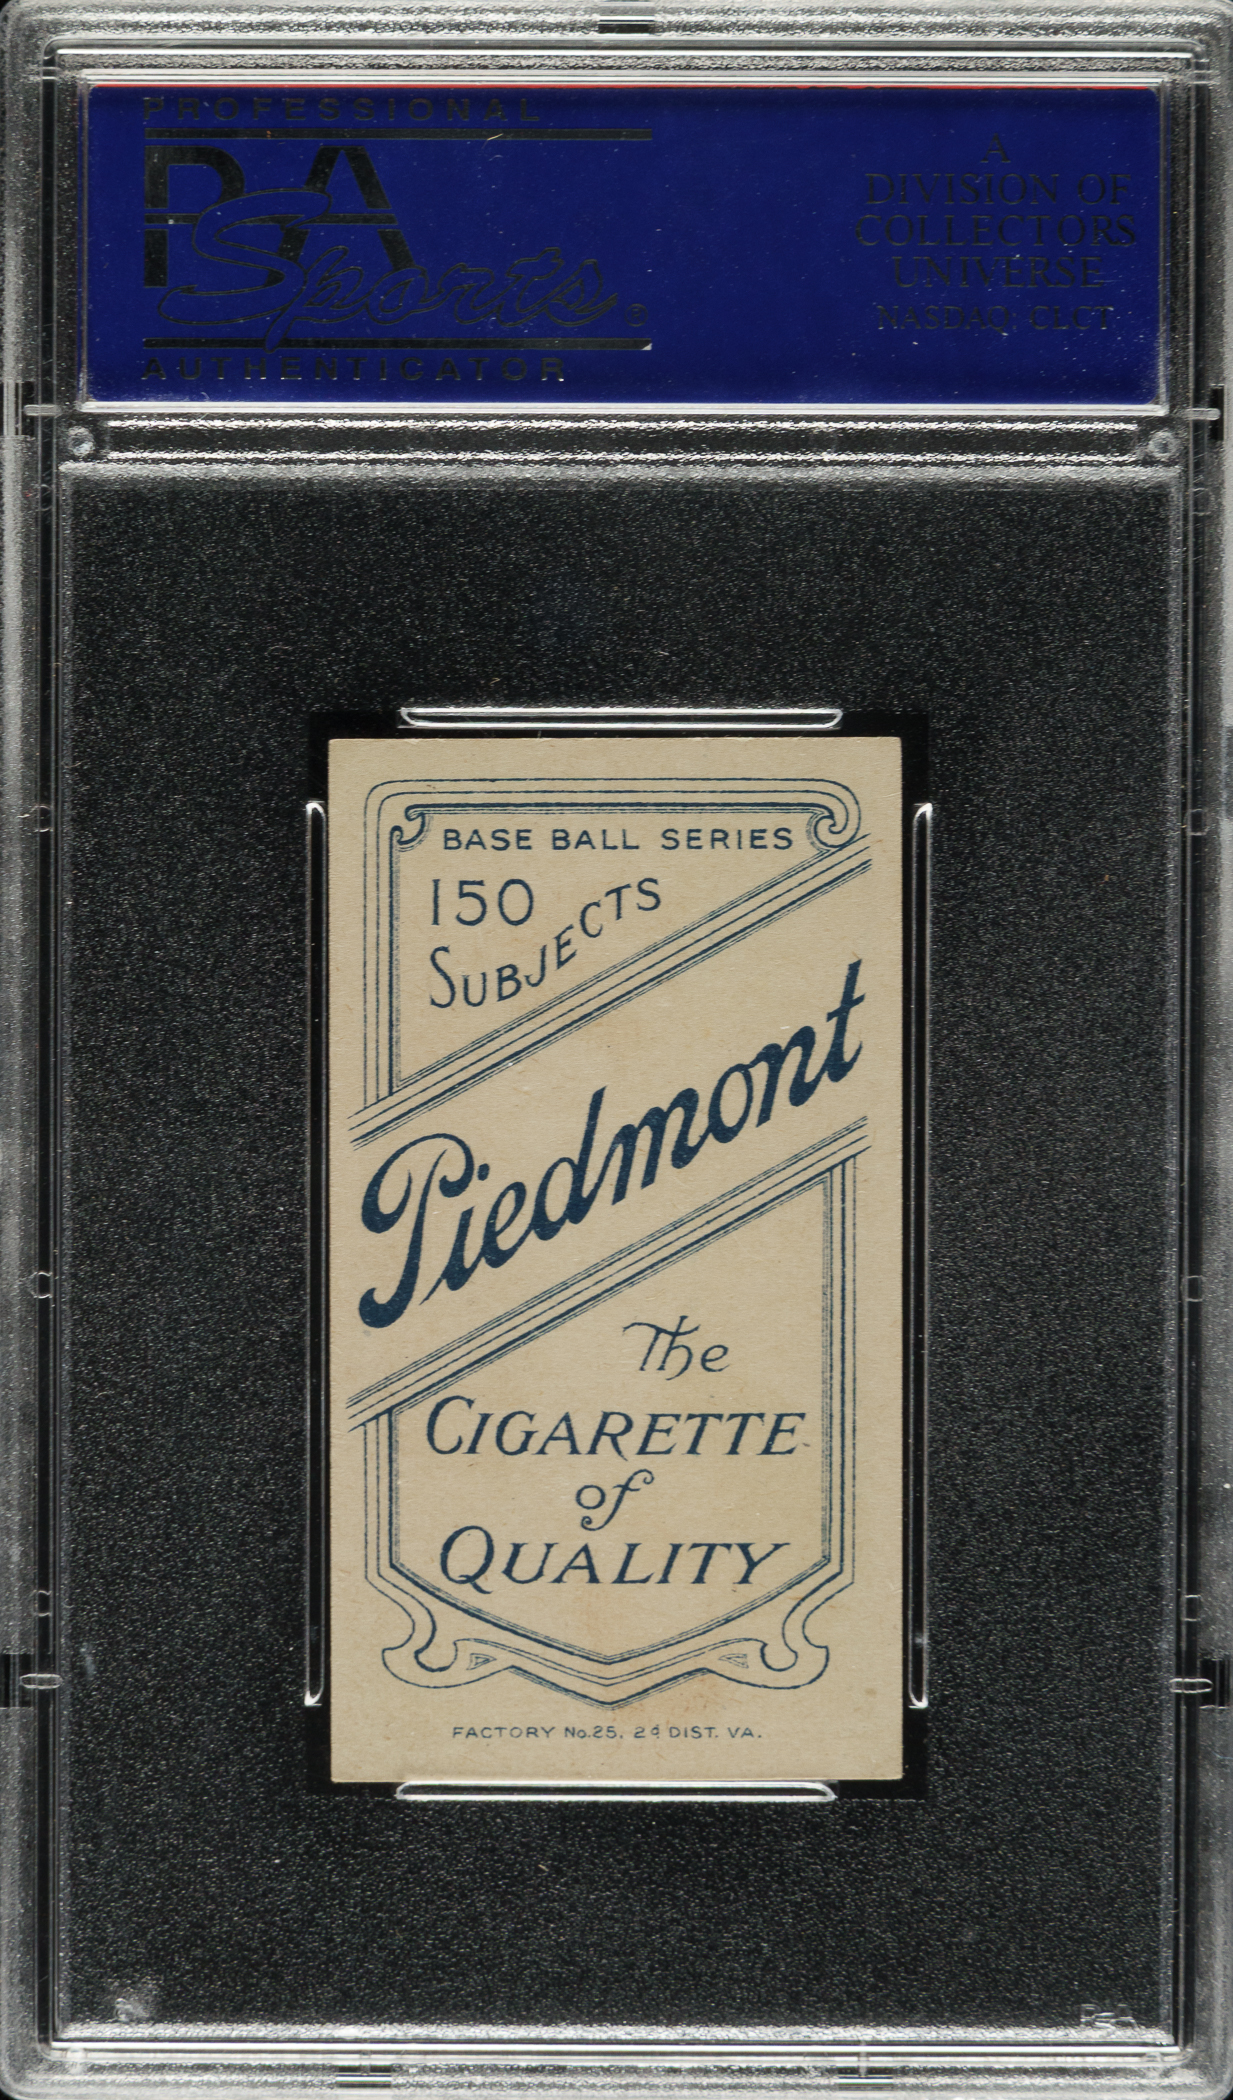 PROFESSIONAL
PSA
Sports®
AUTHENTICATOR
A
DIVISION OF
COLLECTORS
UNIVERSE
NASDAQ: CLCT
BASE BALL SERIES
150
SUBJECTS
Piedmont
The
CIGARETTE
of
QUALITY
FACTORY No. 25, 2d DIST. VA.
PSA